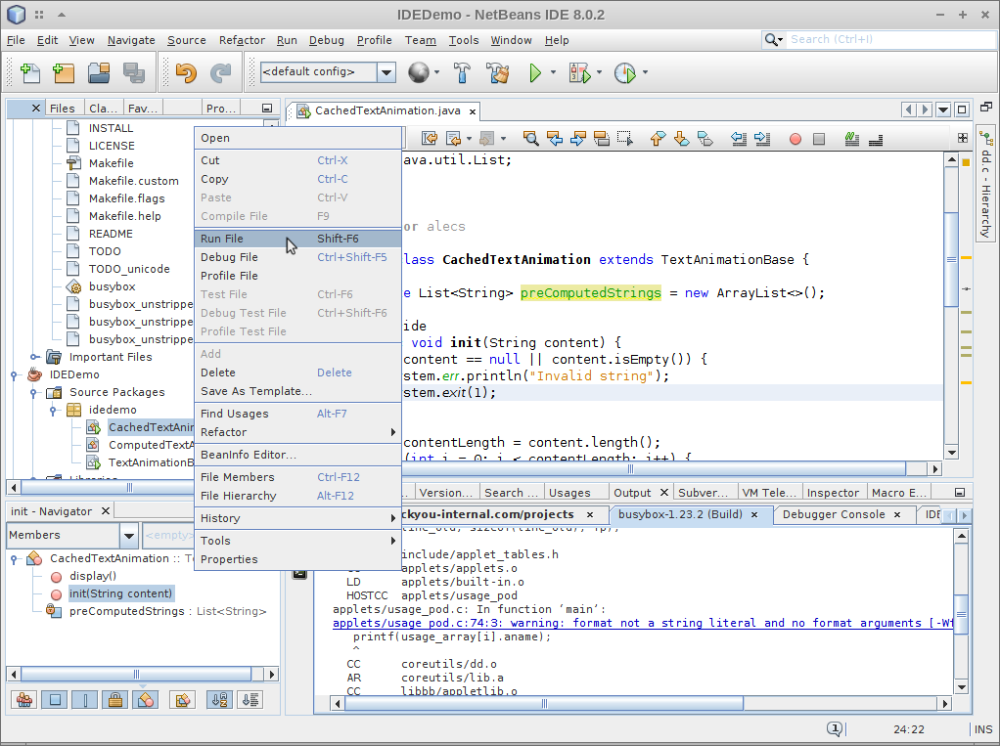 IDEDemo - NetBeans IDE 8.0.2
File Edit View Navigate Source Refactor Run Debug Profile Team Tools Window Help
Search (Ctrl+I)
<default config>
Files Cla... Fav... Pro...
INSTALL
LICENSE
Makefile
Makefile.custom
Makefile.flags
Makefile.help
README
TODO
TODO_unicode
busybox
busybox_unstrippe
busybox_unstrippe
busybox_unstrippe
Important Files
IDEDemo
Source Packages
idedemo
CachedTextAnim
ComputedTextA
TextAnimationB
Libraries
Open
Cut Ctrl-X
Copy Ctrl-C
Paste Ctrl-V
Compile File F9
Run File Shift-F6
Debug File Ctrl+Shift-F5
Profile File
Test File Ctrl-F6
Debug Test File Ctrl+Shift-F6
Profile Test File
Add
Delete Delete
Save As Template...
Find Usages Alt-F7
Refactor
BeanInfo Editor...
File Members Ctrl-F12
File Hierarchy Alt-F12
History
Tools
Properties
CachedTextAnimation.java
ava.util.List;
or alecs
lass CachedTextAnimation extends TextAnimationBase {
e List<String> preComputedStrings = new ArrayList<>();
ide
void init(String content) {
content == null || content.isEmpty()) {
stem.err.println("Invalid string");
stem.exit(1);
contentLength = content.length();
(int i = 0; i < contentLength; i++) {
dd.c - Hierarchy
init - Navigator
Members
<empty>
CachedTextAnimation :: T
display()
init(String content)
preComputedStrings : List<String>
Version... Search ... Usages Output Subver... VM Tele... Inspector Macro E...
ckyou-internal.com/projects busybox-1.23.2 (Build) Debugger Console IDE
line_old, sizeof(line_old), fp);
include/applet_tables.h
CC applets/applets.o
LD applets/built-in.o
HOSTCC applets/usage_pod
applets/usage_pod.c: In function ‘main’:
applets/usage_pod.c:74:3: warning: format not a string literal and no format arguments [-Wf
printf(usage_array[i].aname);
^
CC coreutils/dd.o
AR coreutils/lib.a
CC libbb/appletlib.o
1
24:22
INS